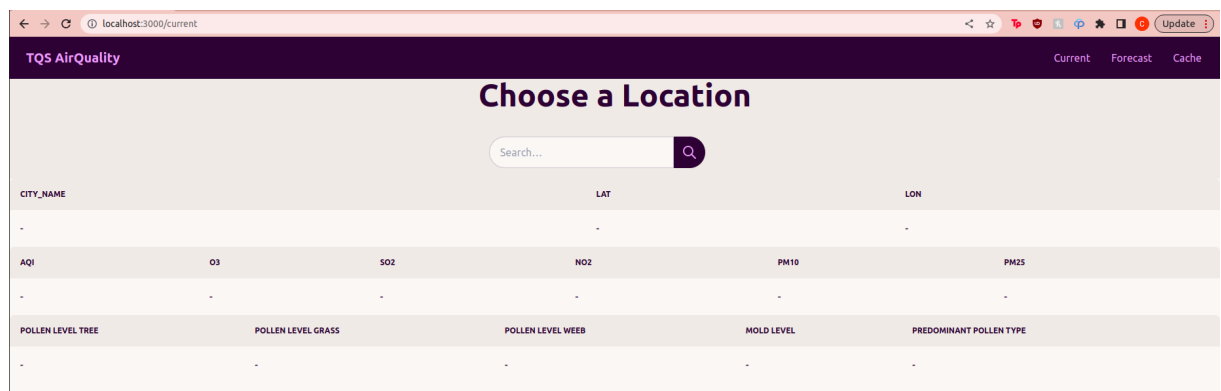 localhost:3000/current Update
TQS AirQuality Current Forecast Cache
Choose a Location
Search...
CITY_NAME LAT LON
- - -
AQI O3 SO2 NO2 PM10 PM25
- - - - - -
POLLEN LEVEL TREE POLLEN LEVEL GRASS POLLEN LEVEL WEEB MOLD LEVEL PREDOMINANT POLLEN TYPE
- - - - -